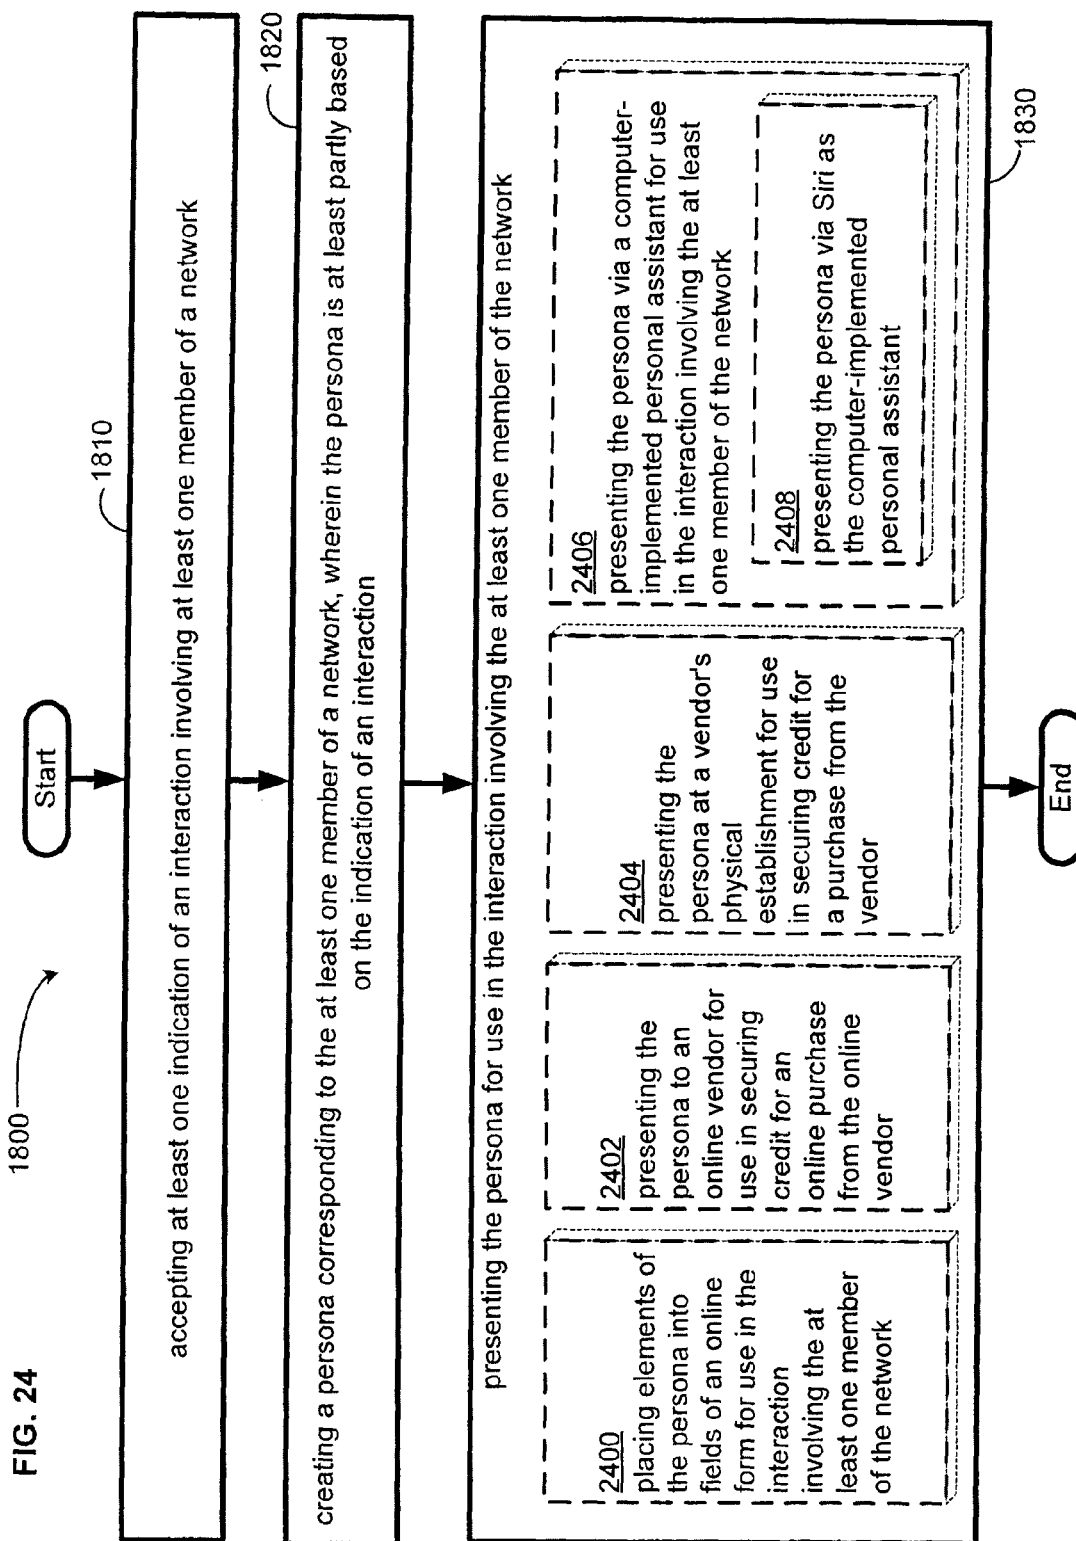 FIG. 24
1800
Start
1810
accepting at least one indication of an interaction involving at least one member of a network
1820
creating a persona corresponding to the at least one member of a network, wherein the persona is at least partly based
on the indication of an interaction
presenting the persona for use in the interaction involving the at least one member of the network
2400
placing elements of
the persona into
fields of an online
form for use in the
interaction
involving the at
least one member
of the network
2402
presenting the
persona to an
online vendor for
use in securing
credit for an
online purchase
from the online
vendor
2404
presenting the
persona at a vendor's
physical
establishment for use
in securing credit for
a purchase from the
vendor
2406
presenting the persona via a computer-
implemented personal assistant for use
in the interaction involving the at least
one member of the network
2408
presenting the persona via Siri as
the computer-implemented
personal assistant
1830
End